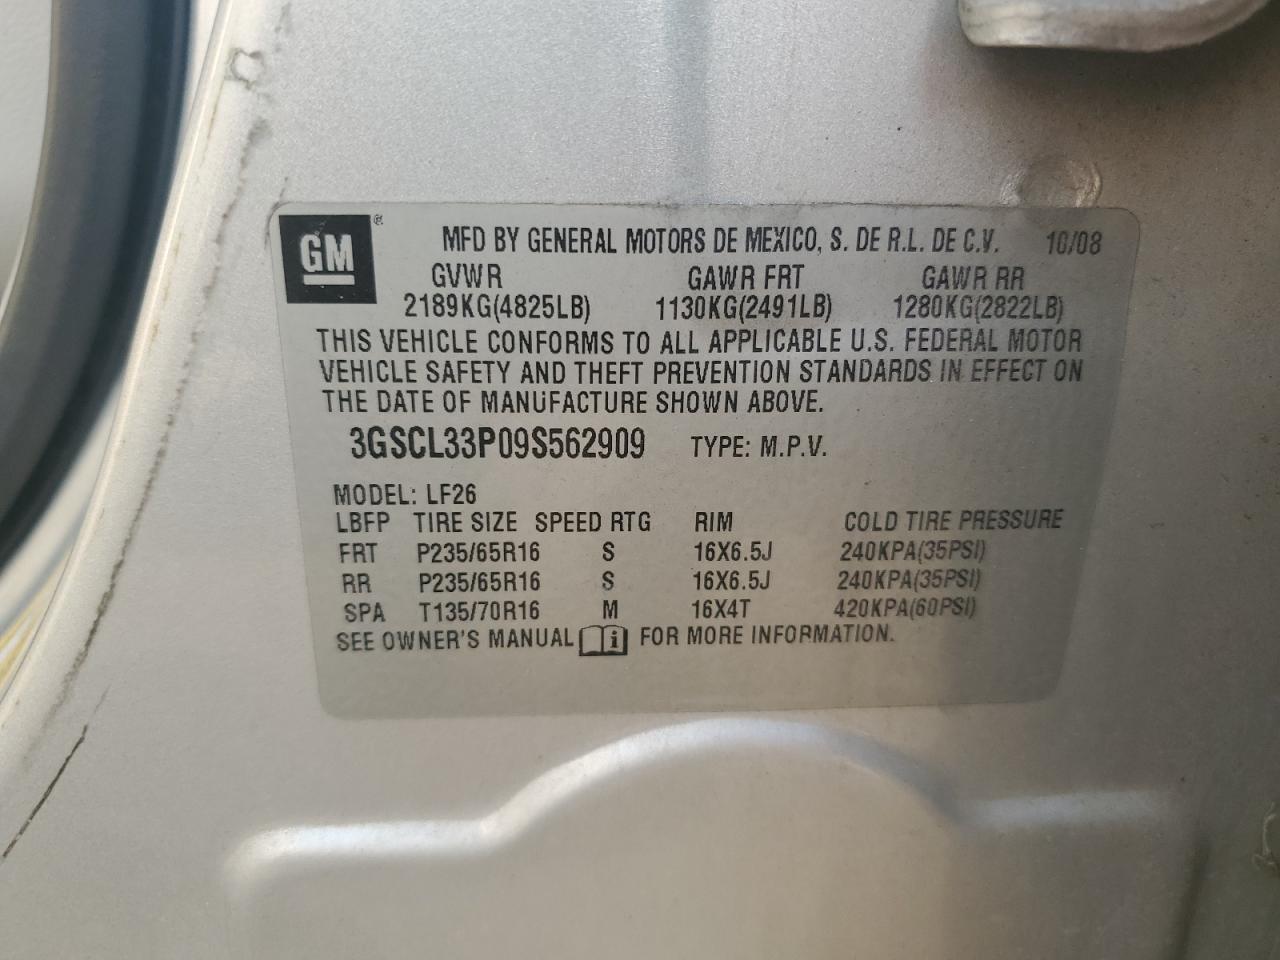 GM ®
MFD BY GENERAL MOTORS DE MEXICO, S. DE R.L. DE C.V. 10/08
GVWR GAWR FRT GAWR RR
2189KG(4825LB) 1130KG(2491LB) 1280KG(2822LB)
THIS VEHICLE CONFORMS TO ALL APPLICABLE U.S. FEDERAL MOTOR
VEHICLE SAFETY AND THEFT PREVENTION STANDARDS IN EFFECT ON
THE DATE OF MANUFACTURE SHOWN ABOVE.
3GSCL33P09S562909 TYPE: M.P.V.
MODEL: LF26
LBFP TIRE SIZE SPEED RTG RIM COLD TIRE PRESSURE
FRT P235/65R16 S 16X6.5J 240KPA(35PSI)
RR P235/65R16 S 16X6.5J 240KPA(35PSI)
SPA T135/70R16 M 16X4T 420KPA(60PSI)
SEE OWNER'S MANUAL i FOR MORE INFORMATION.